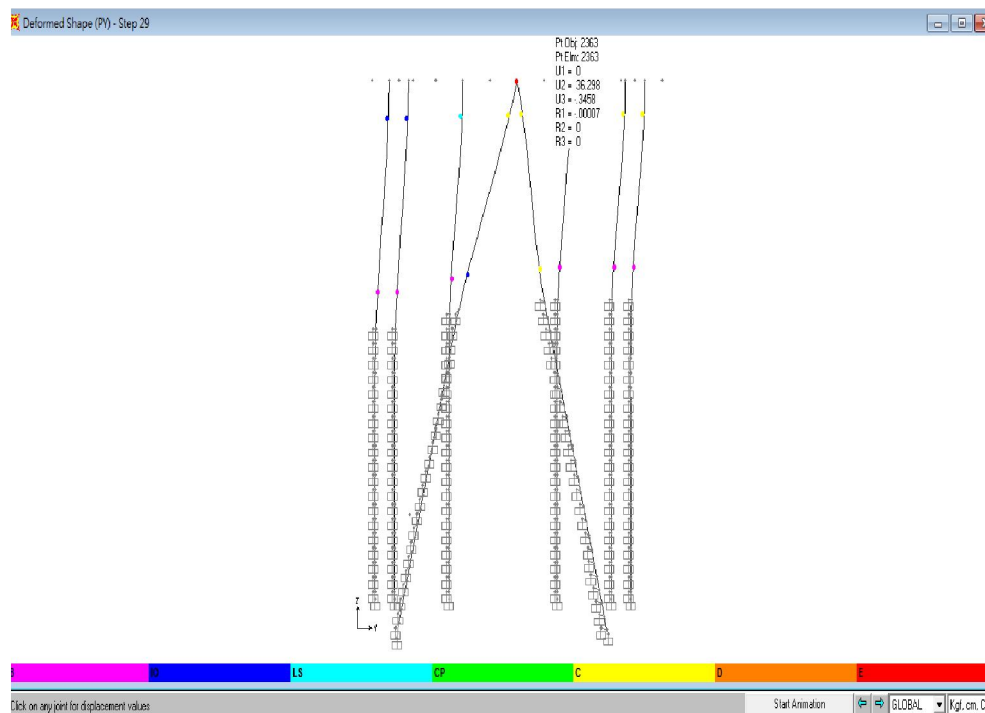 Deformed Shape (PY) - Step 29
Pt Obj: 2363
Pt Elm: 2363
U1 = 0
U2 = 36.298
U3 = -.3458
R1 = -.00007
R2 = 0
R3 = 0
Z
Y
B IO LS CP C D E
Click on any joint for displacement values
Start Animation
GLOBAL
Kgf, cm, C